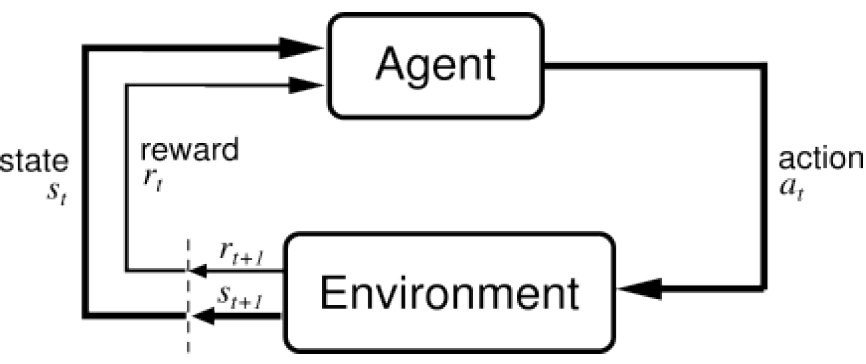 Agent
state
sₜ
reward
rₜ
action
aₜ
rₜ₊₁
sₜ₊₁
Environment